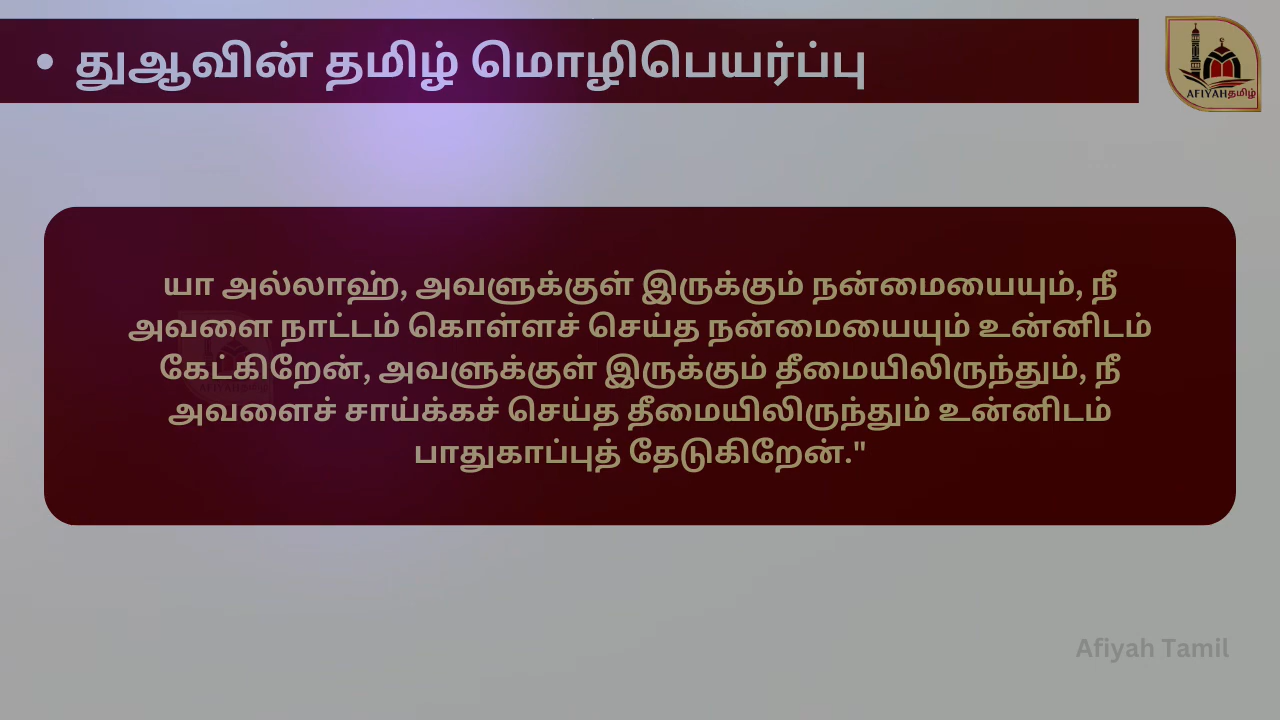 • துஆவின் தமிழ் மொழிபெயர்ப்பு
AFIYAHதமிழ்
யா அல்லாஹ், அவளுக்குள் இருக்கும் நன்மையையும், நீ
அவளை நாட்டம் கொள்ளச் செய்த நன்மையையும் உன்னிடம்
கேட்கிறேன், அவளுக்குள் இருக்கும் தீமையிலிருந்தும், நீ
அவளைச் சாய்க்கச் செய்த தீமையிலிருந்தும் உன்னிடம்
பாதுகாப்புத் தேடுகிறேன்."
Afiyah Tamil